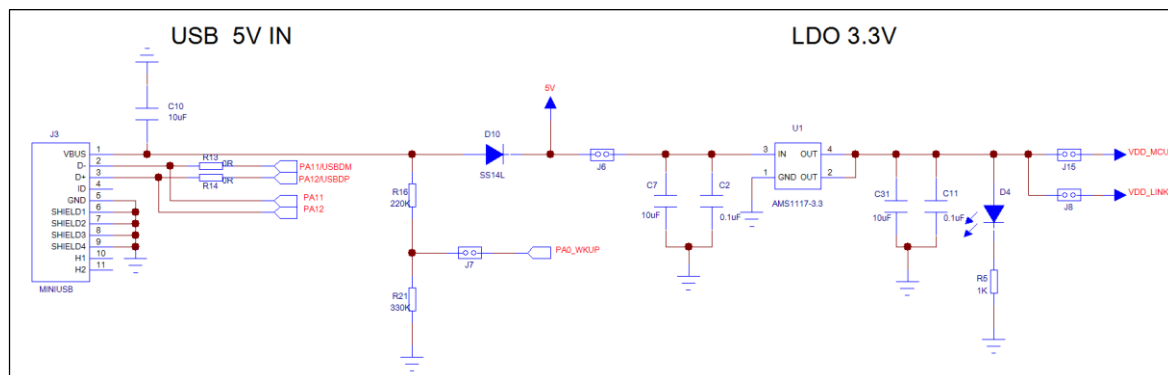 USB 5V IN
LDO 3.3V
C10
10uF
J3
VBUS 1
D- 2
D+ 3
ID 4
GND 5
SHIELD1 6
SHIELD2 7
SHIELD3 8
SHIELD4 9
H1 10
H2 11
MINIUSB
R13
0R
R14
0R
PA11/USBDM
PA12/USBDP
PA11
PA12
D10
SS14L
5V
J6
R16
220K
J7
PA0_WKUP
R21
330K
C7
10uF
C2
0.1uF
U1
3 IN OUT 4
1 GND OUT 2
AMS1117-3.3
C31
10uF
C11
0.1uF
D4
R5
1K
J15
VDD_MCU
J8
VDD_LINK